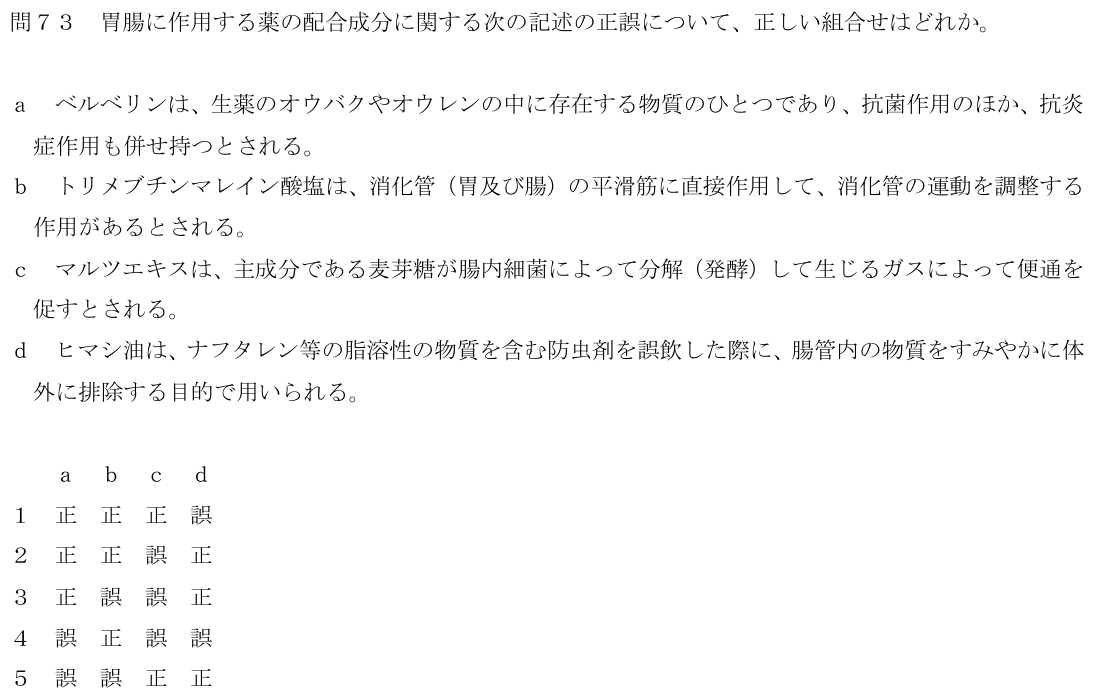 問７３　胃腸に作用する薬の配合成分に関する次の記述の正誤について、正しい組合せはどれか。
a　ベルベリンは、生薬のオウバクやオウレンの中に存在する物質のひとつであり、抗菌作用のほか、抗炎
症作用も併せ持つとされる。
b　トリメブチンマレイン酸塩は、消化管（胃及び腸）の平滑筋に直接作用して、消化管の運動を調整する
作用があるとされる。
c　マルツエキスは、主成分である麦芽糖が腸内細菌によって分解（発酵）して生じるガスによって便通を
促すとされる。
d　ヒマシ油は、ナフタレン等の脂溶性の物質を含む防虫剤を誤飲した際に、腸管内の物質をすみやかに体
外に排除する目的で用いられる。
a　b　c　d
1　正　正　正　誤
2　正　正　誤　正
3　正　誤　誤　正
4　誤　正　誤　誤
5　誤　誤　正　正